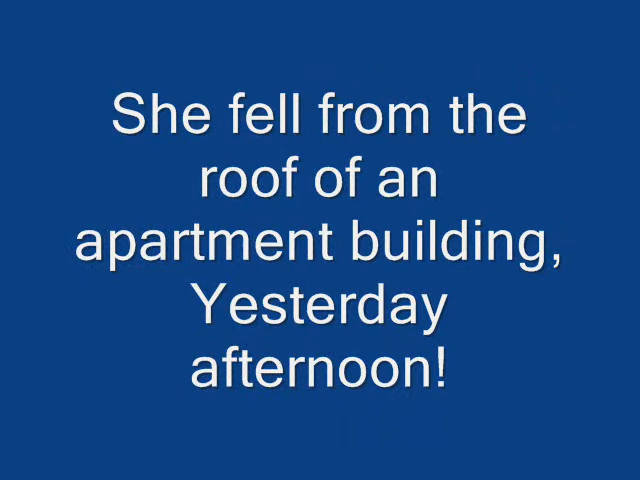 She fell from the
roof of an
apartment building,
Yesterday
afternoon!